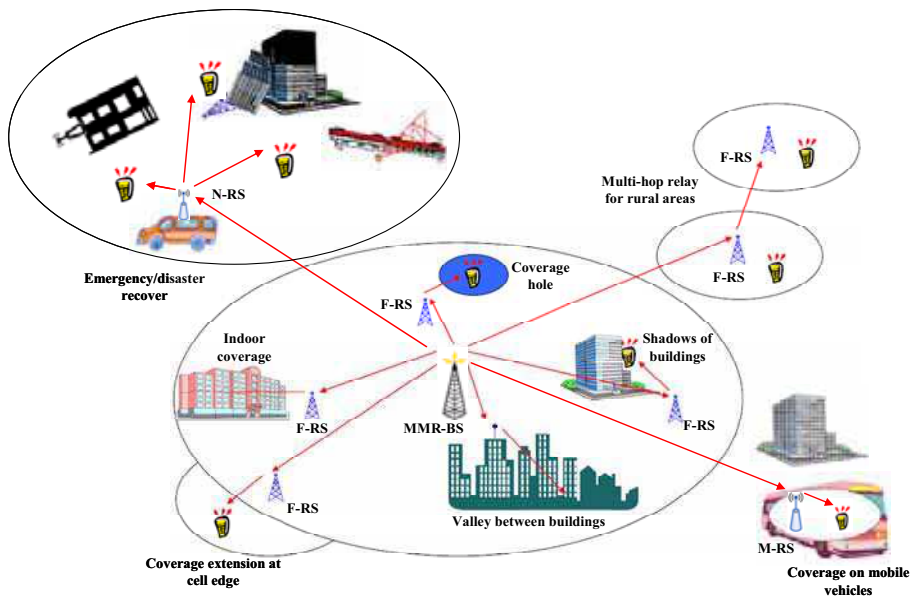 F-RS
Multi-hop relay
for rural areas
N-RS
F-RS
Emergency/disaster
recover
Coverage
hole
F-RS
Indoor
coverage
Shadows of
buildings
F-RS
MMR-BS
F-RS
F-RS
Valley between buildings
M-RS
Coverage extension at
cell edge
Coverage on mobile
vehicles